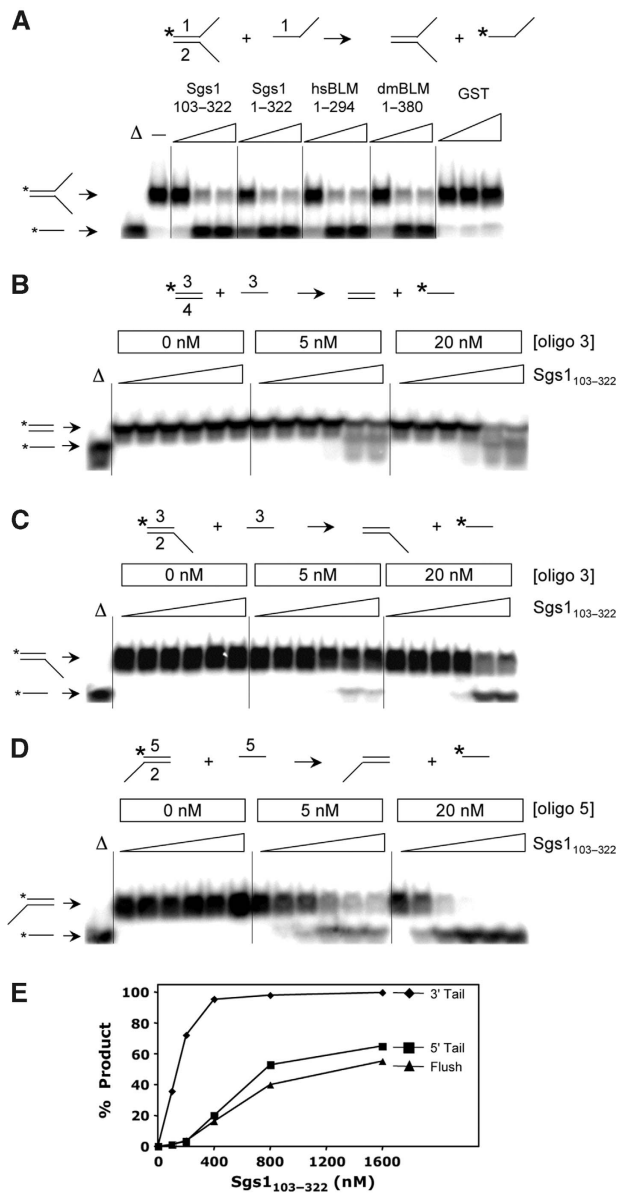 A
* 1 + 1 → + *
2
Sgs1 Sgs1 hsBLM dmBLM GST
103–322 1–322 1–294 1–380
Δ —
*
*
B
* 3 + 3 → + *
4
0 nM 5 nM 20 nM [oligo 3]
Δ Sgs1103–322
*
*
C
* 3 + 3 → + *
2
0 nM 5 nM 20 nM [oligo 3]
Δ Sgs1103–322
*
*
D
* 5 + 5 → + *
2
0 nM 5 nM 20 nM [oligo 5]
Δ Sgs1103–322
*
*
E
% Product
100
80
60
40
20
0
3' Tail
5' Tail
Flush
0 400 800 1200 1600
Sgs1103–322 (nM)